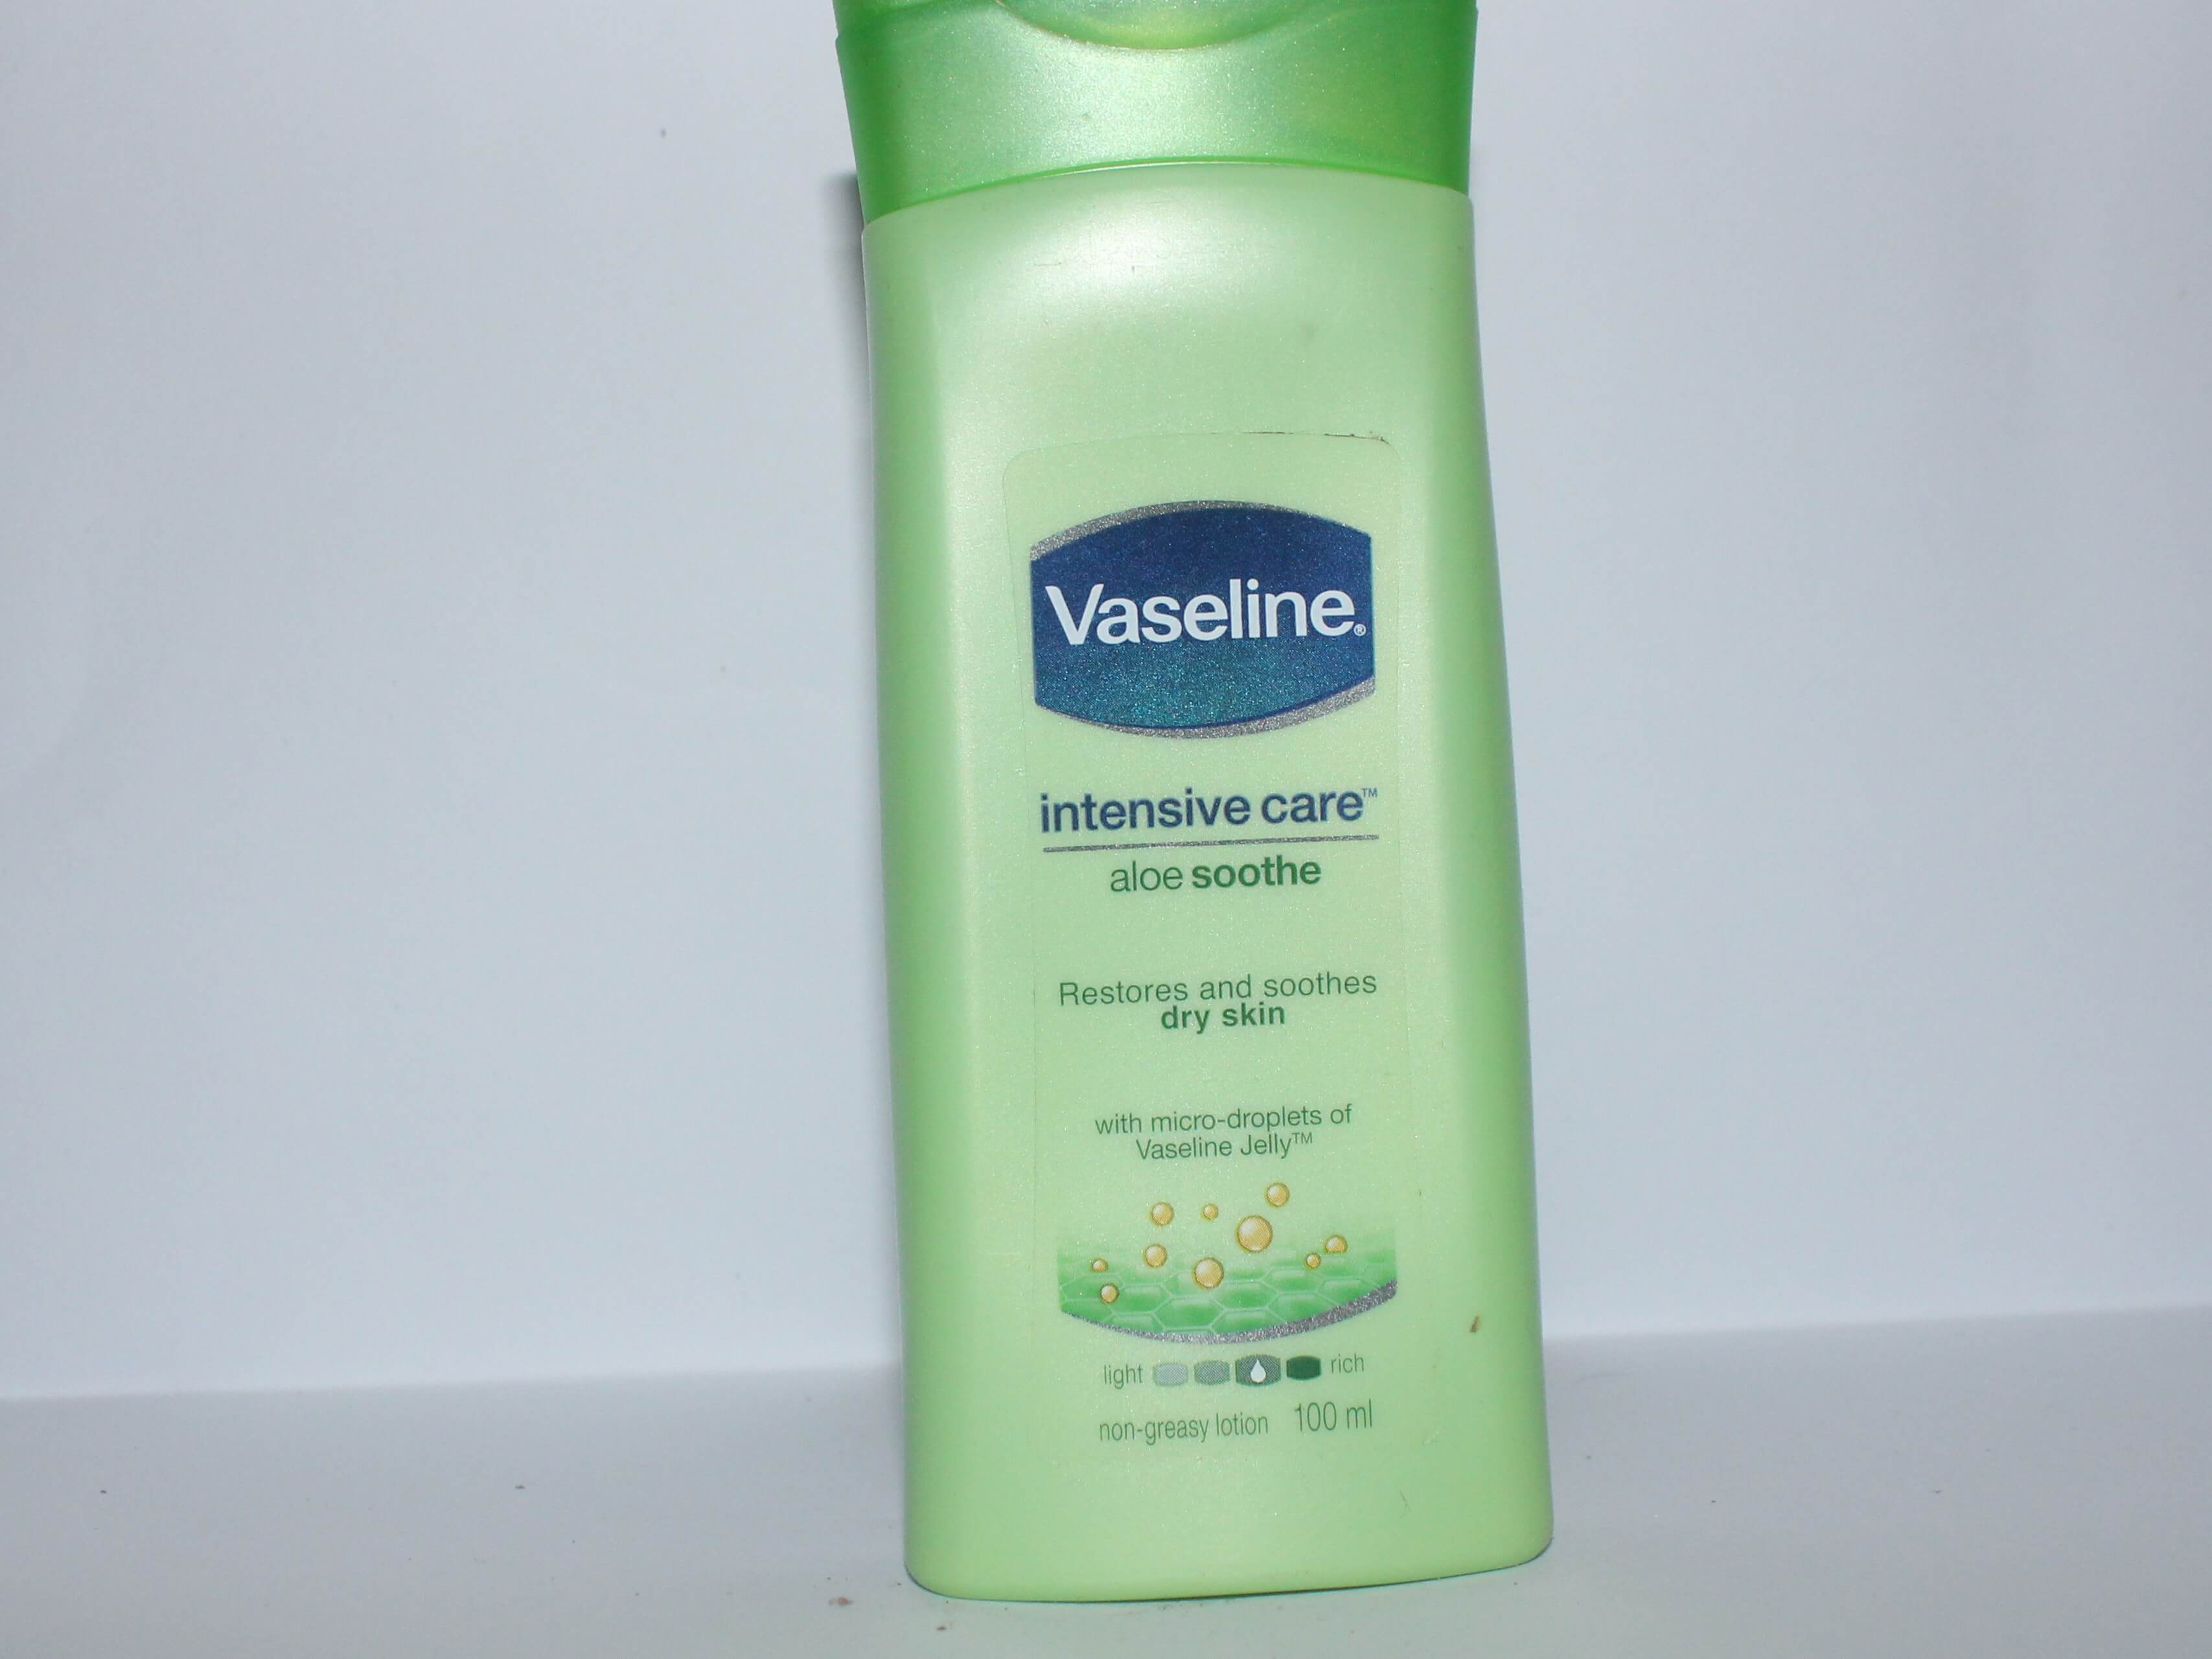 Vaseline®
intensive care™
aloe soothe
Restores and soothes
dry skin
with micro-droplets of
Vaseline Jelly™
light rich
non-greasy lotion 100 ml